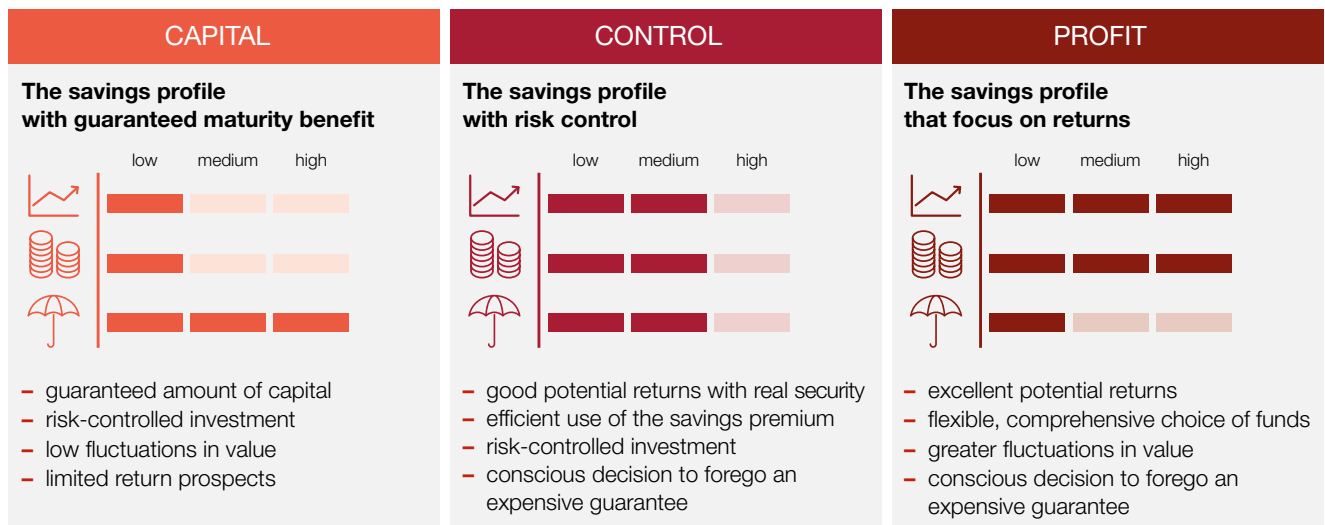 CAPITAL
The savings profile
with guaranteed maturity benefit
low medium high
– guaranteed amount of capital
– risk-controlled investment
– low fluctuations in value
– limited return prospects
CONTROL
The savings profile
with risk control
low medium high
– good potential returns with real security
– efficient use of the savings premium
– risk-controlled investment
– conscious decision to forego an
expensive guarantee
PROFIT
The savings profile
that focus on returns
low medium high
– excellent potential returns
– flexible, comprehensive choice of funds
– greater fluctuations in value
– conscious decision to forego an
expensive guarantee